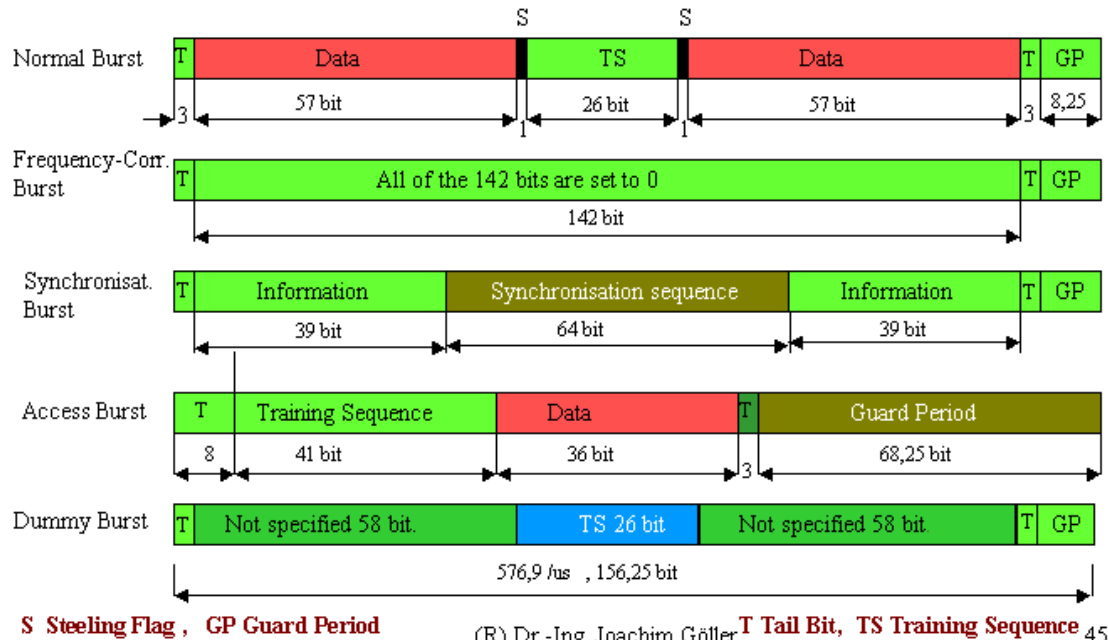 S S
Normal Burst T Data TS Data T GP
3 57 bit 1 26 bit 1 57 bit 3 8,25
Frequency-Corr.
Burst
T All of the 142 bits are set to 0 T GP
142 bit
Synchronisat.
Burst
T Information Synchronisation sequence Information T GP
39 bit 64 bit 39 bit
Access Burst T Training Sequence Data T Guard Period
8 41 bit 36 bit 3 68,25 bit
Dummy Burst T Not specified 58 bit. TS 26 bit Not specified 58 bit. T GP
576,9 /us , 156,25 bit
S Steeling Flag , GP Guard Period (R) Dr.-Ing. Joachim Göller T Tail Bit, TS Training Sequence 45